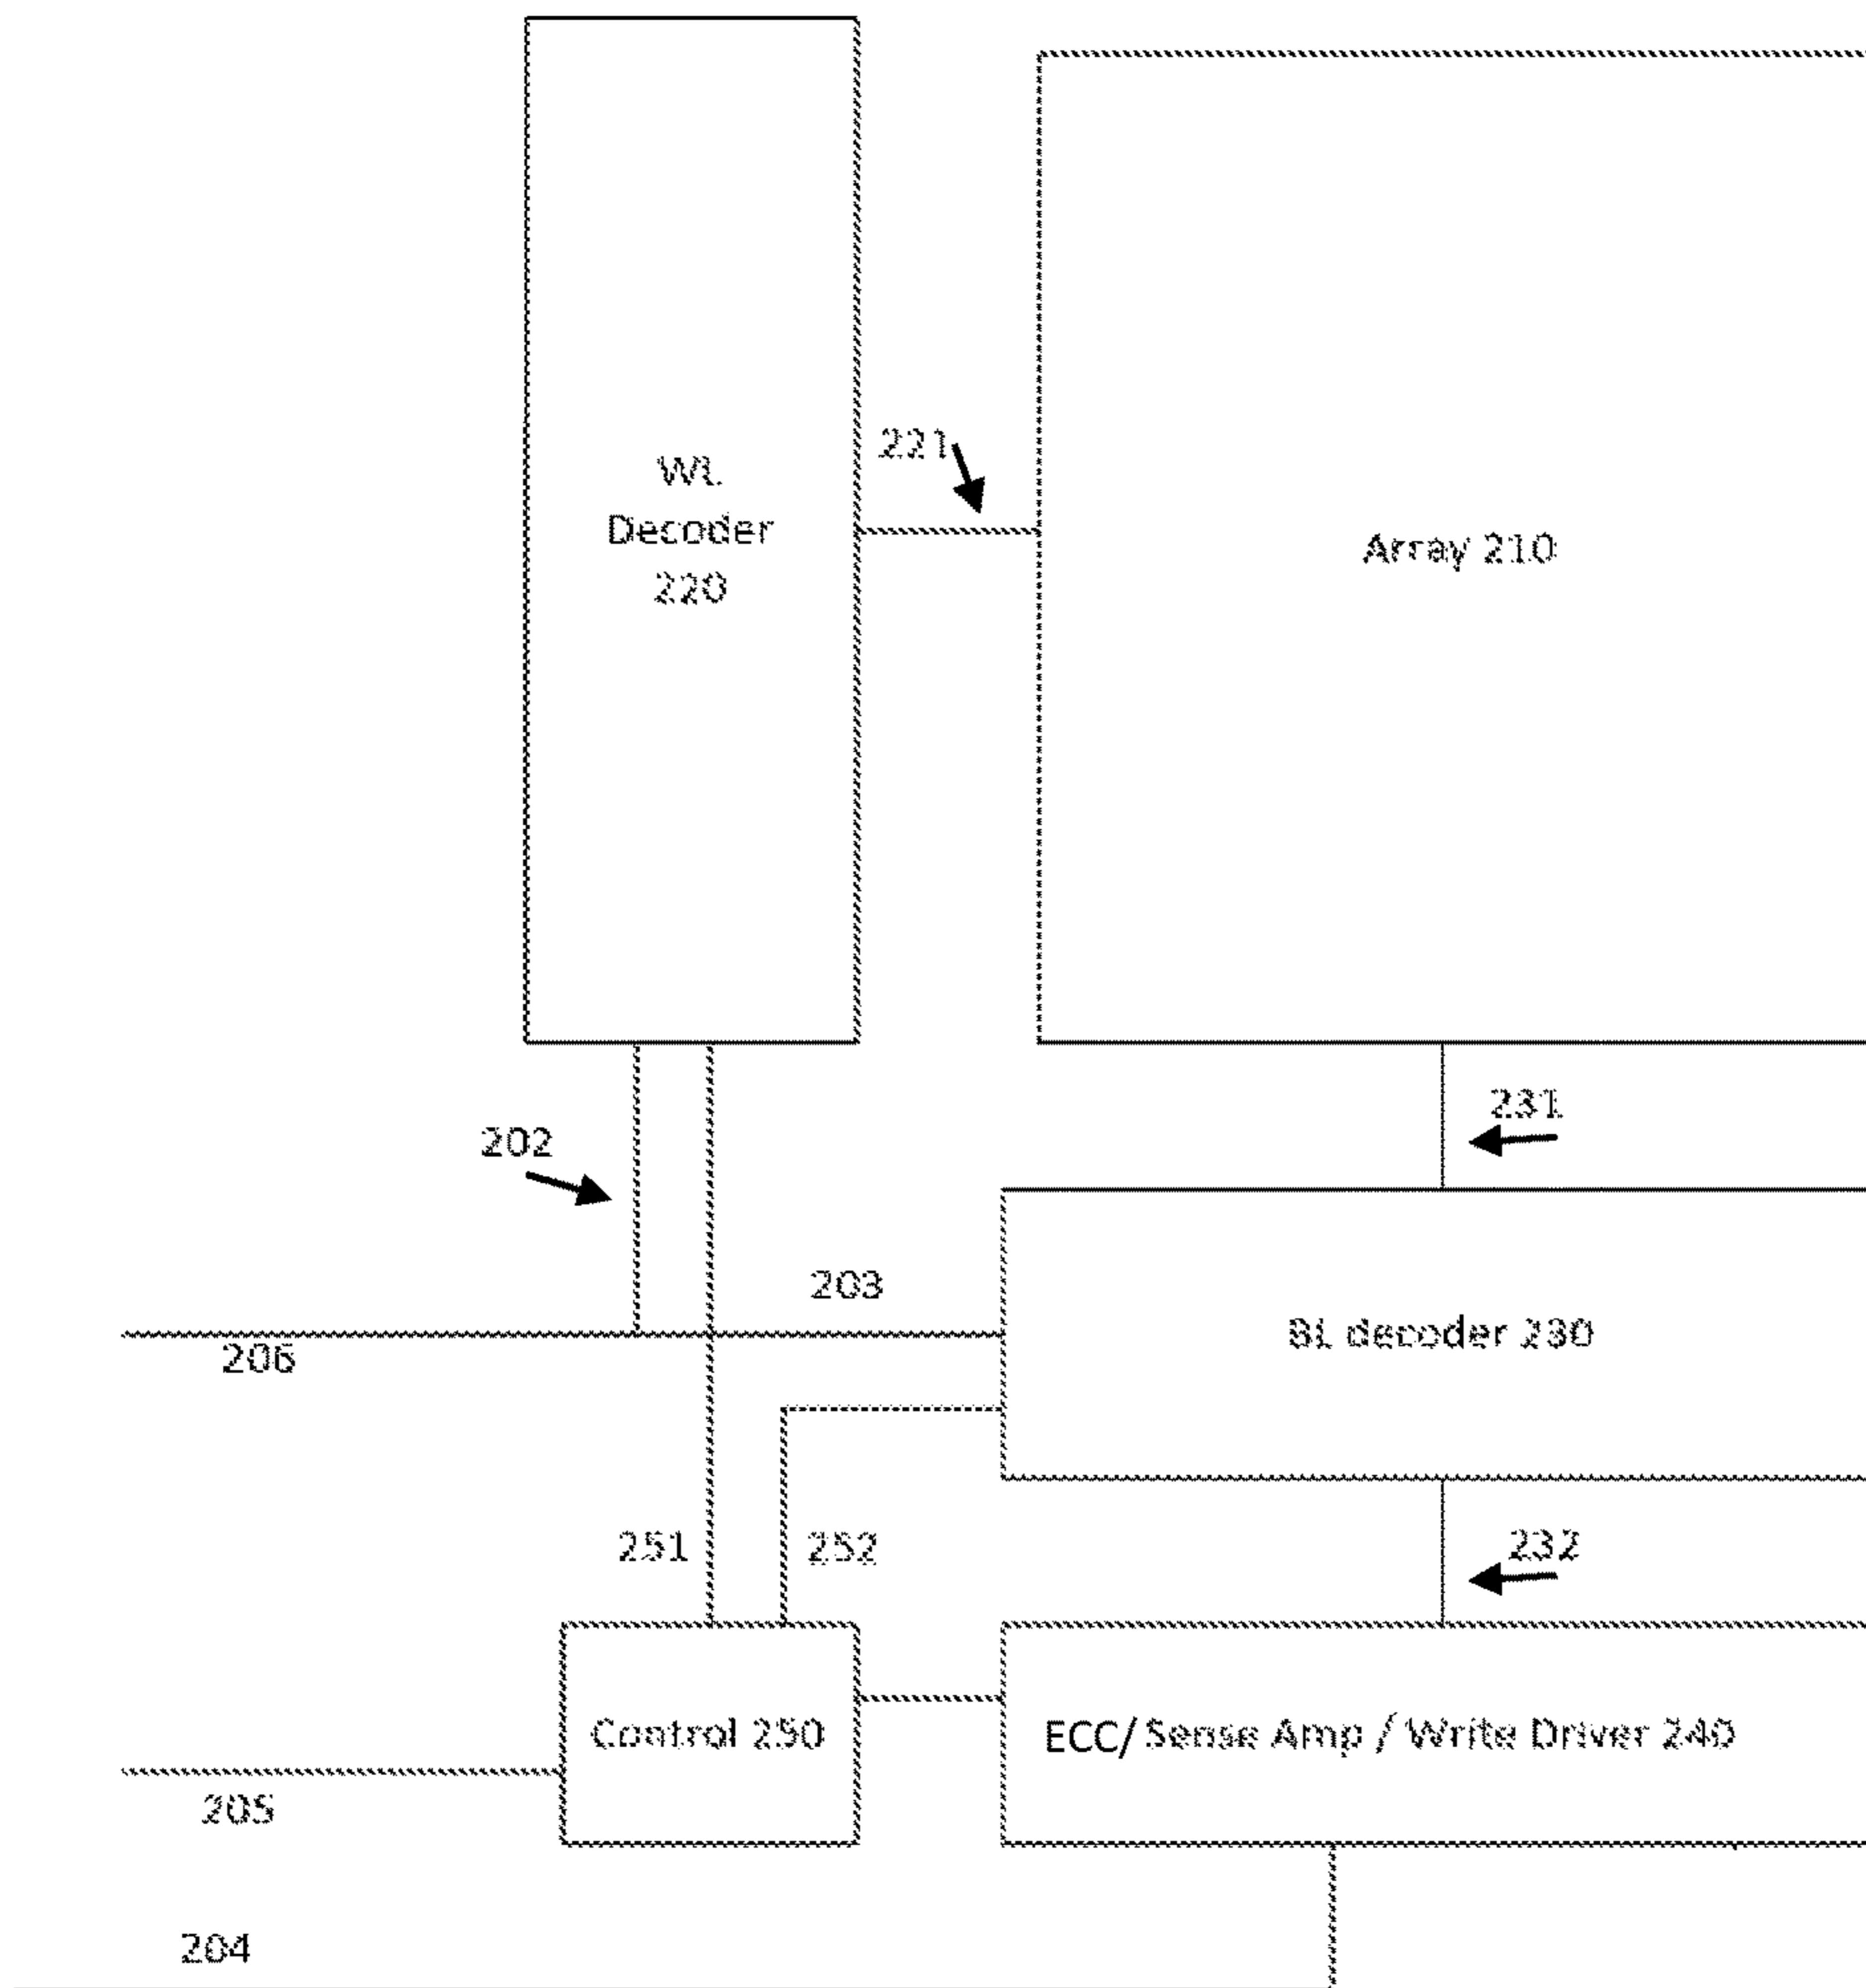 221
WL
Decoder
220
Array 210
231
202
203
BL decoder 230
206
251
252
232
Control 250
ECC/ Sense Amp / Write Driver 240
205
204